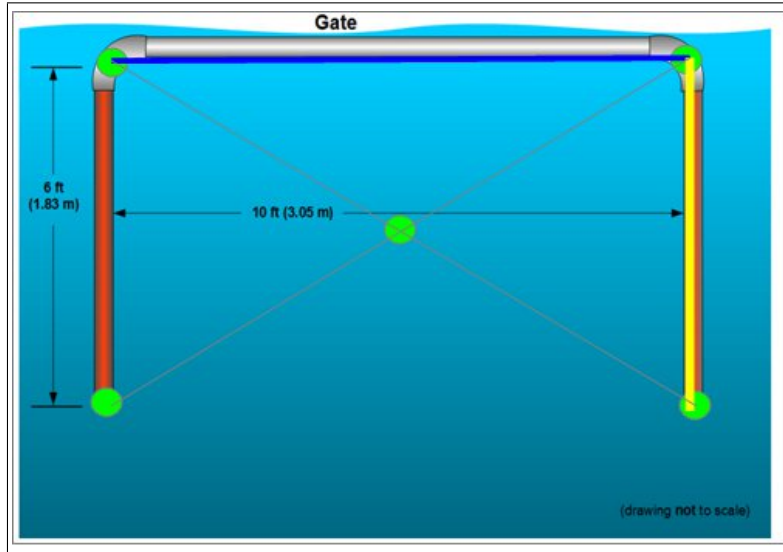 Gate
6 ft
(1.83 m)
10 ft (3.05 m)
(drawing not to scale)